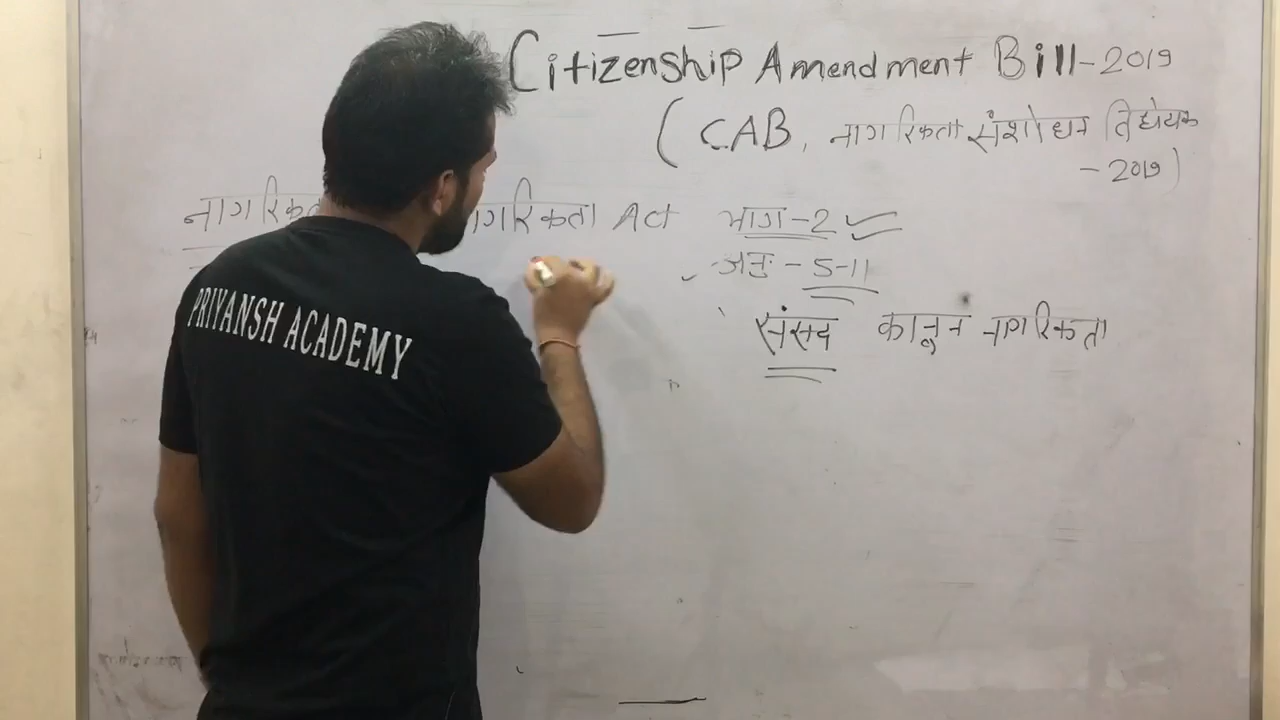 Citizenship Amendment Bill-2019
( CAB, नागरिकता संशोधन विधेयक
- 2019 )
नागरिकता Act भाग-2
अनु - 5-11
संसद कानून नागरिकता
PRIYANSH ACADEMY